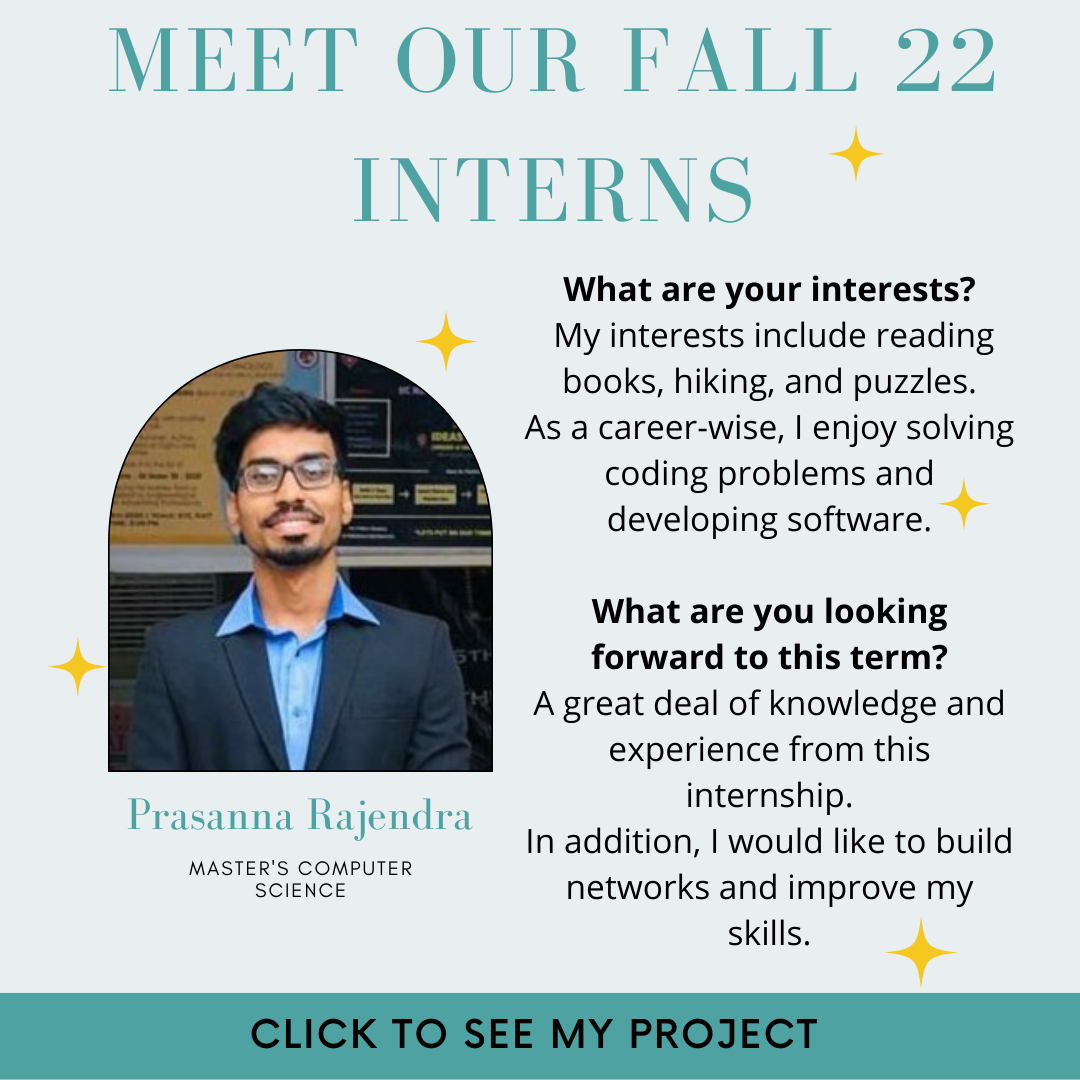 MEET OUR FALL 22
INTERNS
What are your interests?
My interests include reading
books, hiking, and puzzles.
As a career-wise, I enjoy solving
coding problems and
developing software.
What are you looking
forward to this term?
A great deal of knowledge and
experience from this
internship.
In addition, I would like to build
networks and improve my
skills.
IDEAS
Prasanna Rajendra
MASTER'S COMPUTER
SCIENCE
CLICK TO SEE MY PROJECT